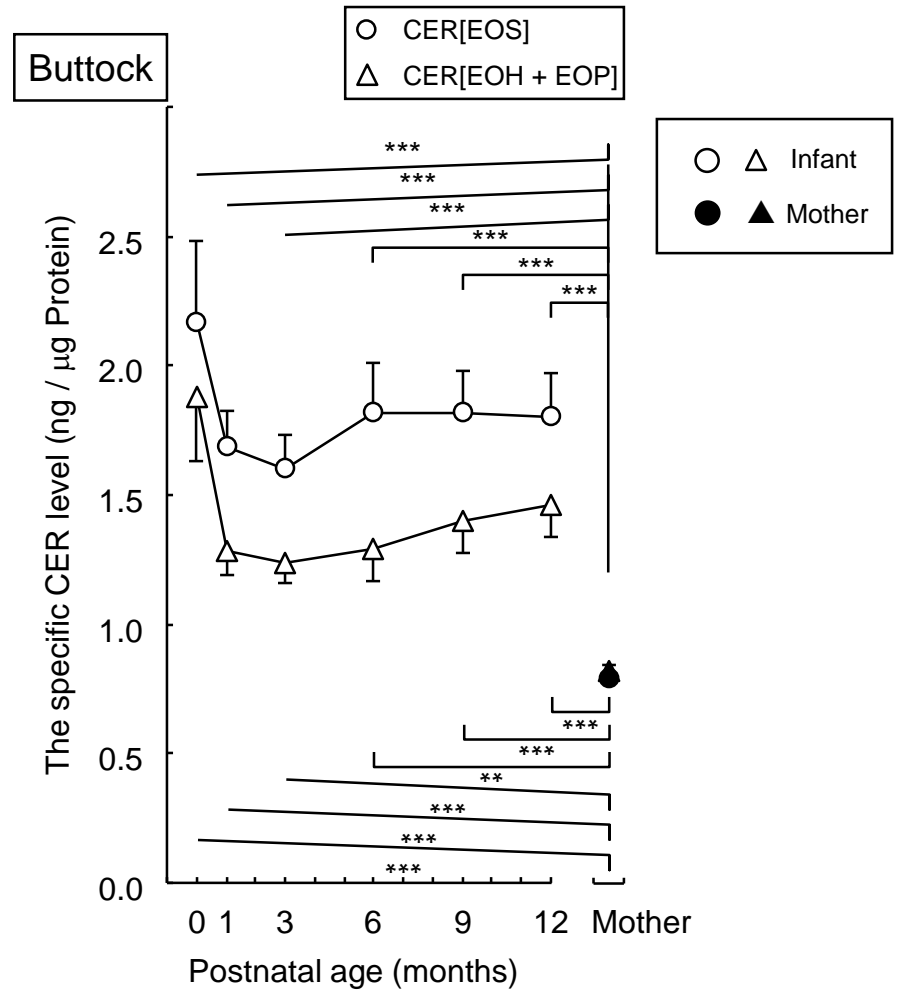 Buttock
CER[EOS]
CER[EOH + EOP]
Infant
Mother
The specific CER level (ng / μg Protein)
2.5
2.0
1.5
1.0
0.5
0.0
***
***
***
***
***
***
***
***
**
***
***
***
0 1 3 6 9 12 Mother
Postnatal age (months)